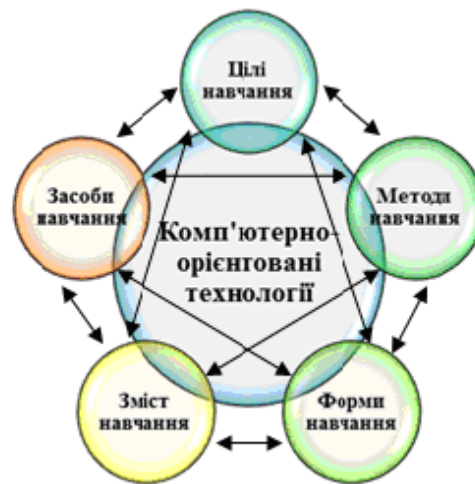 Цілі
навчання
Засоби
навчання
Методи
навчання
Комп'ютерно-
орієнтовані
технології
Зміст
навчання
Форми
навчання